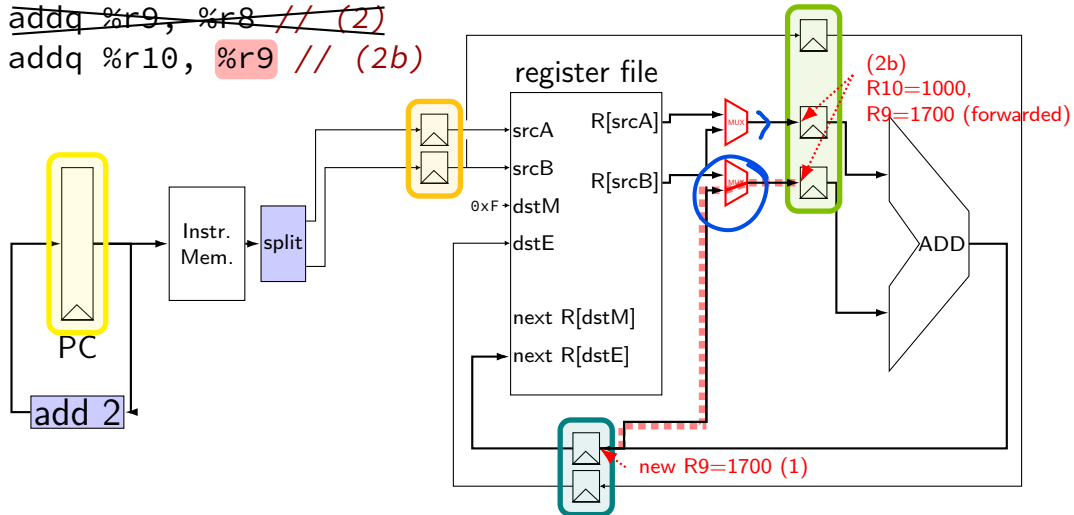 addq %r9, %r8 // (2)
addq %r10, %r9 // (2b)
register file
(2b)
R10=1000,
R9=1700 (forwarded)
srcA
R[srcA]
MUX
srcB
R[srcB]
MUX
0xF
dstM
dstE
Instr.
Mem.
split
ADD
PC
next R[dstM]
next R[dstE]
add 2
new R9=1700 (1)